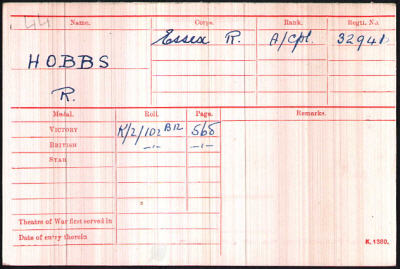 44
Name. Corps. Rank. Regtl. No.
HOBBS Essex R. A/Cpl. 32941
R.
Medal. Roll. Page. Remarks.
VICTORY K/2/102 B12 565
BRITISH -"- -"-
STAR
Theatre of War first served in
Date of entry therein
K. 1380.